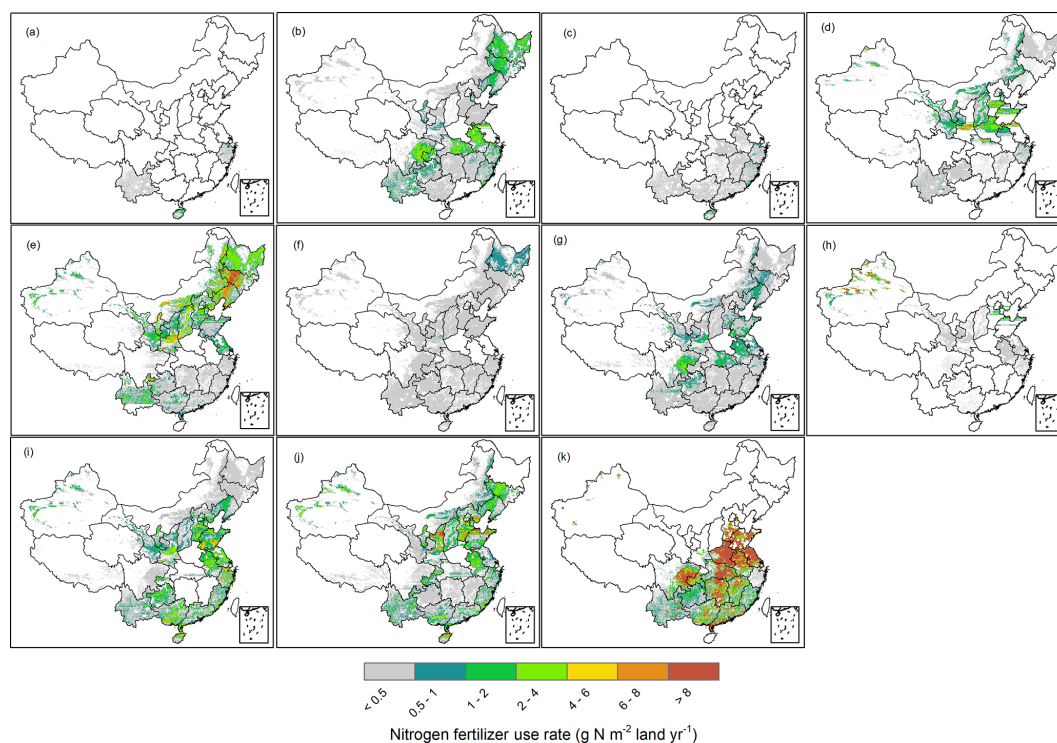 (a)
(b)
(c)
(d)
(e)
(f)
(g)
(h)
(i)
(j)
(k)
< 0.5
0.5 - 1
1 - 2
2 - 4
4 - 6
6 - 8
> 8
Nitrogen fertilizer use rate (g N m⁻² land yr⁻¹)